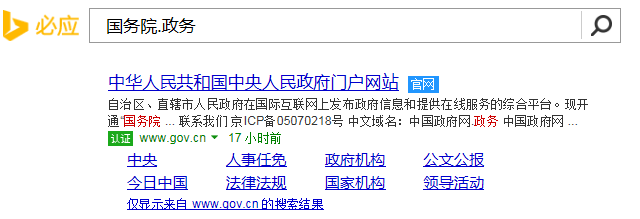 必应 国务院.政务
中华人民共和国中央人民政府门户网站 官网
自治区、直辖市人民政府在国际互联网上发布政府信息和提供在线服务的综合平台。现开
通"国务院 ... 联系我们 京ICP备05070218号 中文域名：中国政府网.政务 中国政府网 ...
认证 www.gov.cn 17 小时前
中央 人事任免 政府机构 公文公报
今日中国 法律法规 国家机构 领导活动
仅显示来自 www.gov.cn 的搜索结果